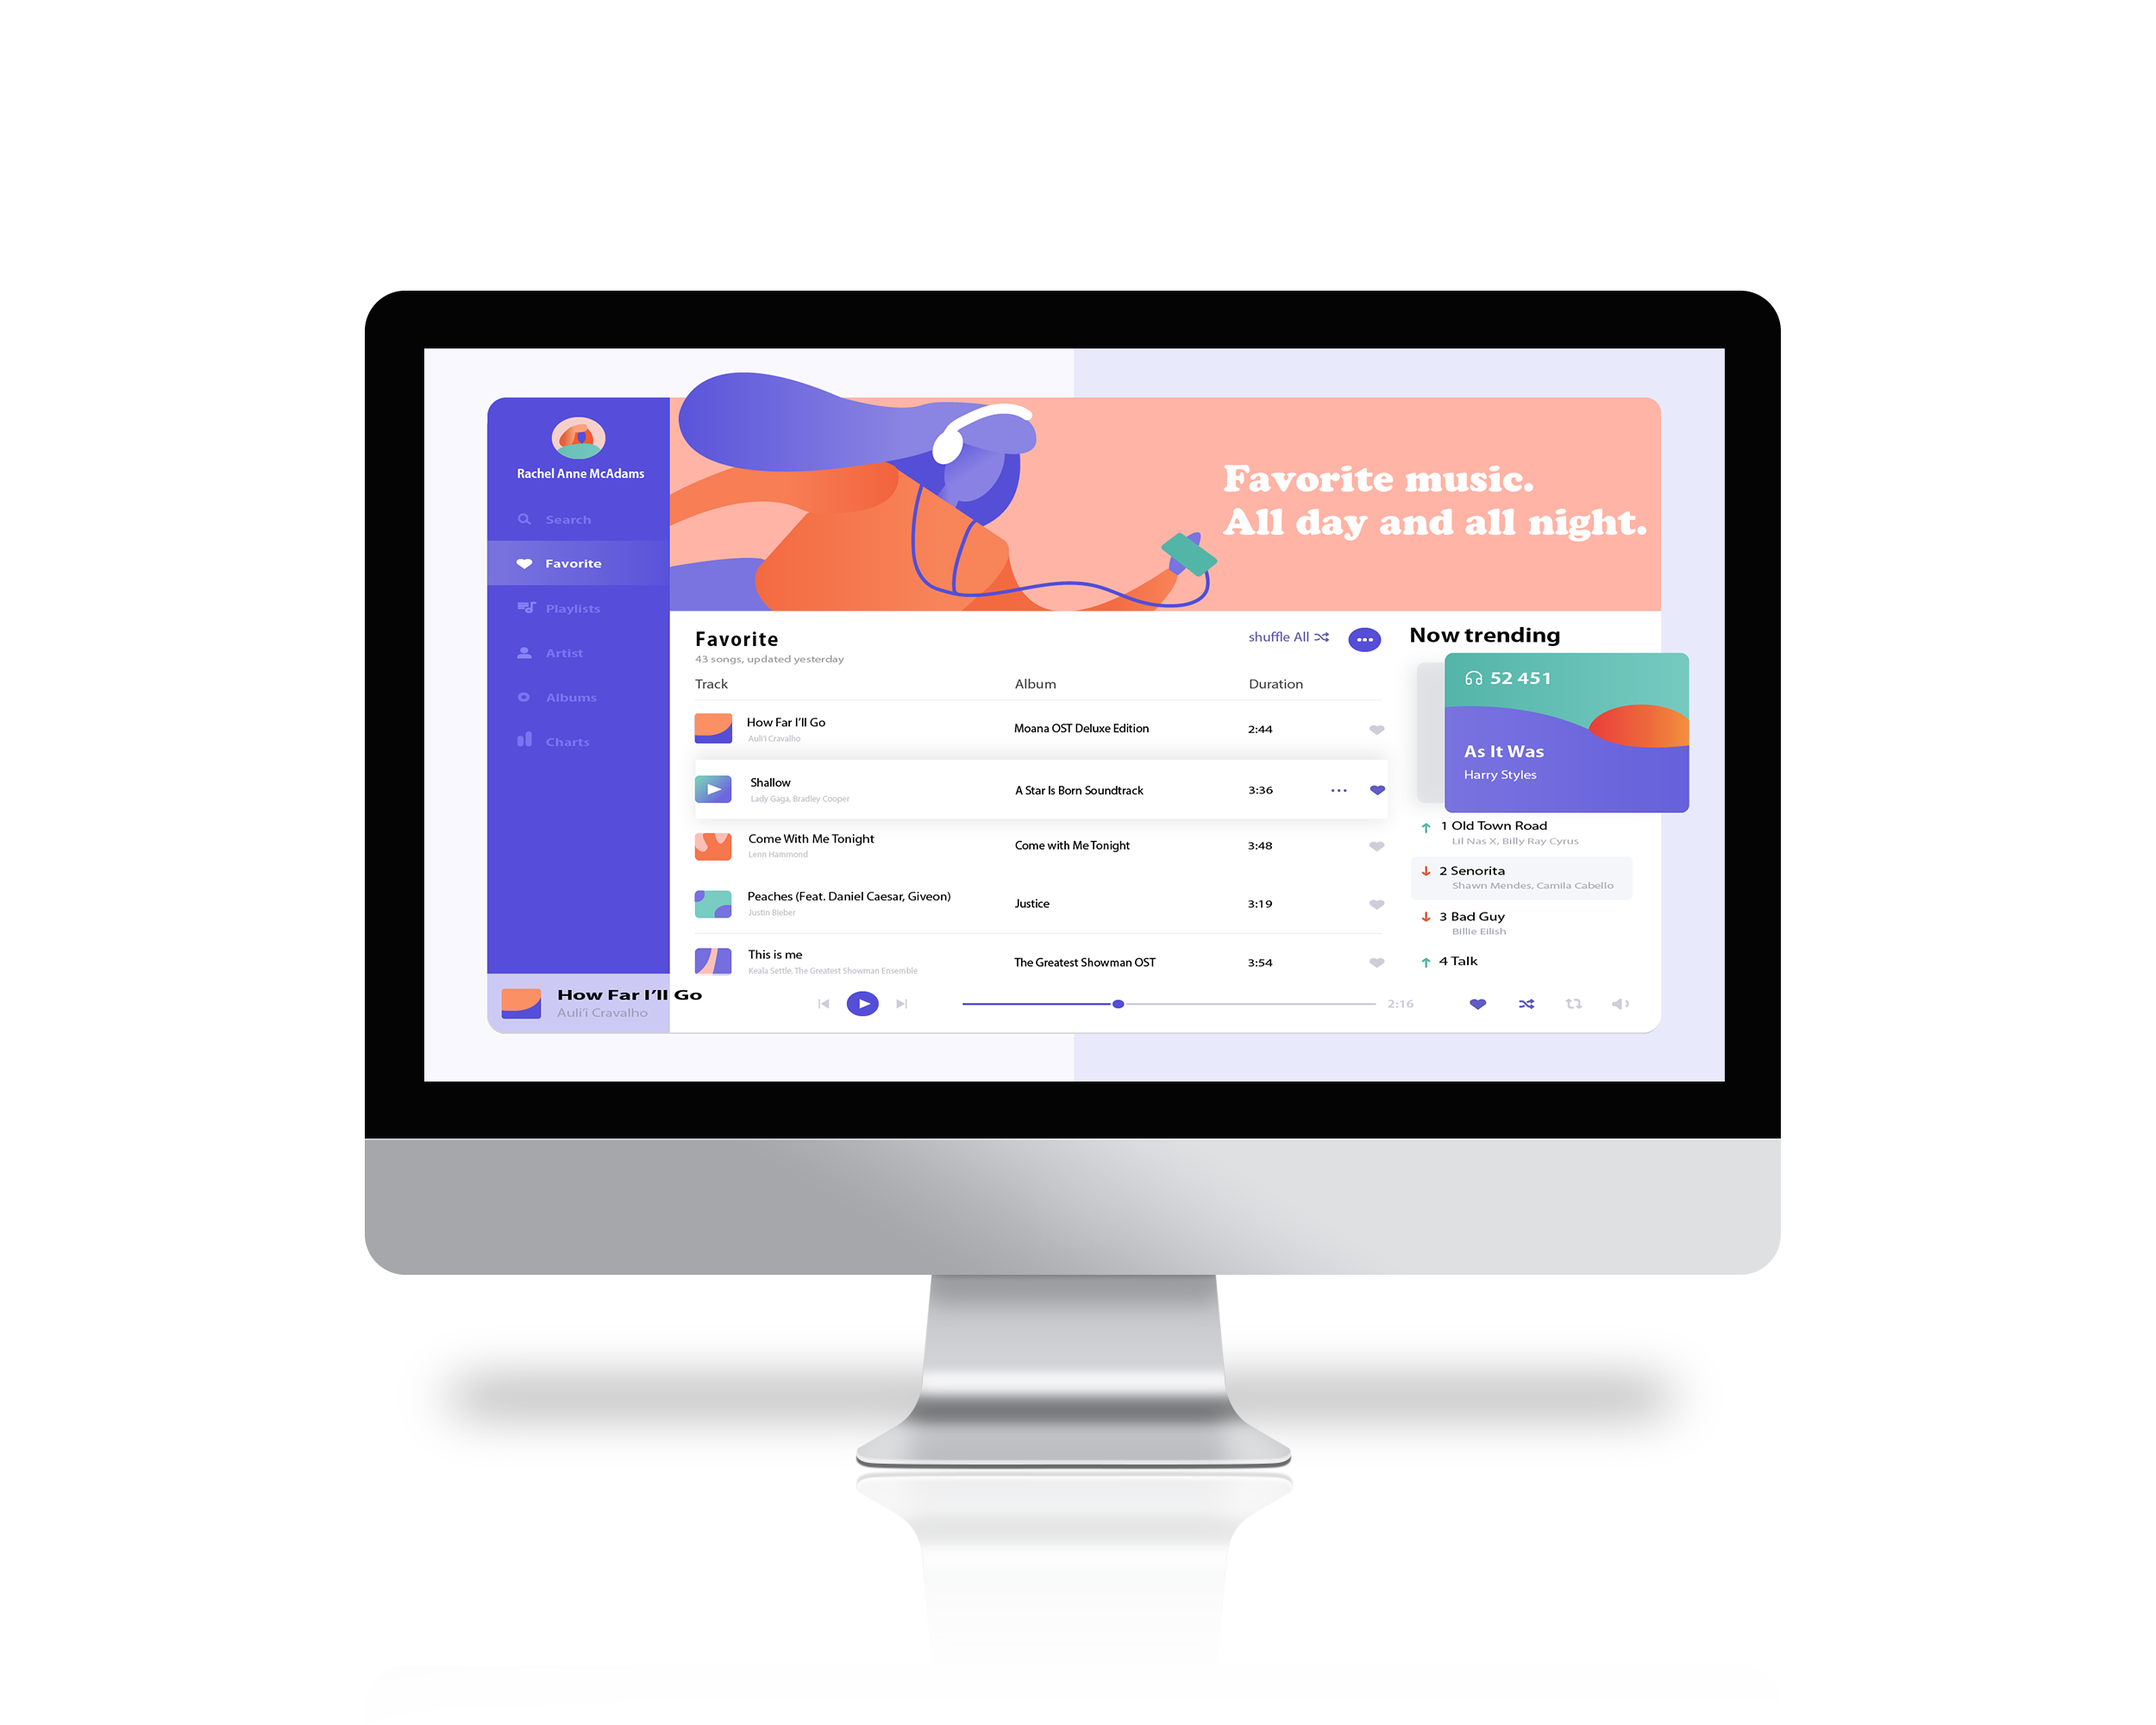 Rachel Anne McAdams
Search
Favorite
Playlists
Artist
Albums
Charts
Favorite music.
All day and all night.
Favorite
43 songs, updated yesterday
shuffle All
Track Album Duration
How Far I'll Go
Auli'i Cravalho
Moana OST Deluxe Edition
2:44
Shallow
Lady Gaga, Bradley Cooper
A Star Is Born Soundtrack
3:36
Come With Me Tonight
Lenn Hammond
Come with Me Tonight
3:48
Peaches (Feat. Daniel Caesar, Giveon)
Justin Bieber
Justice
3:19
This is me
Keala Settle, The Greatest Showman Ensemble
The Greatest Showman OST
3:54
Now trending
52 451
As It Was
Harry Styles
1 Old Town Road
Lil Nas X, Billy Ray Cyrus
2 Senorita
Shawn Mendes, Camila Cabello
3 Bad Guy
Billie Eilish
4 Talk
How Far I'll Go
Auli'i Cravalho
2:16